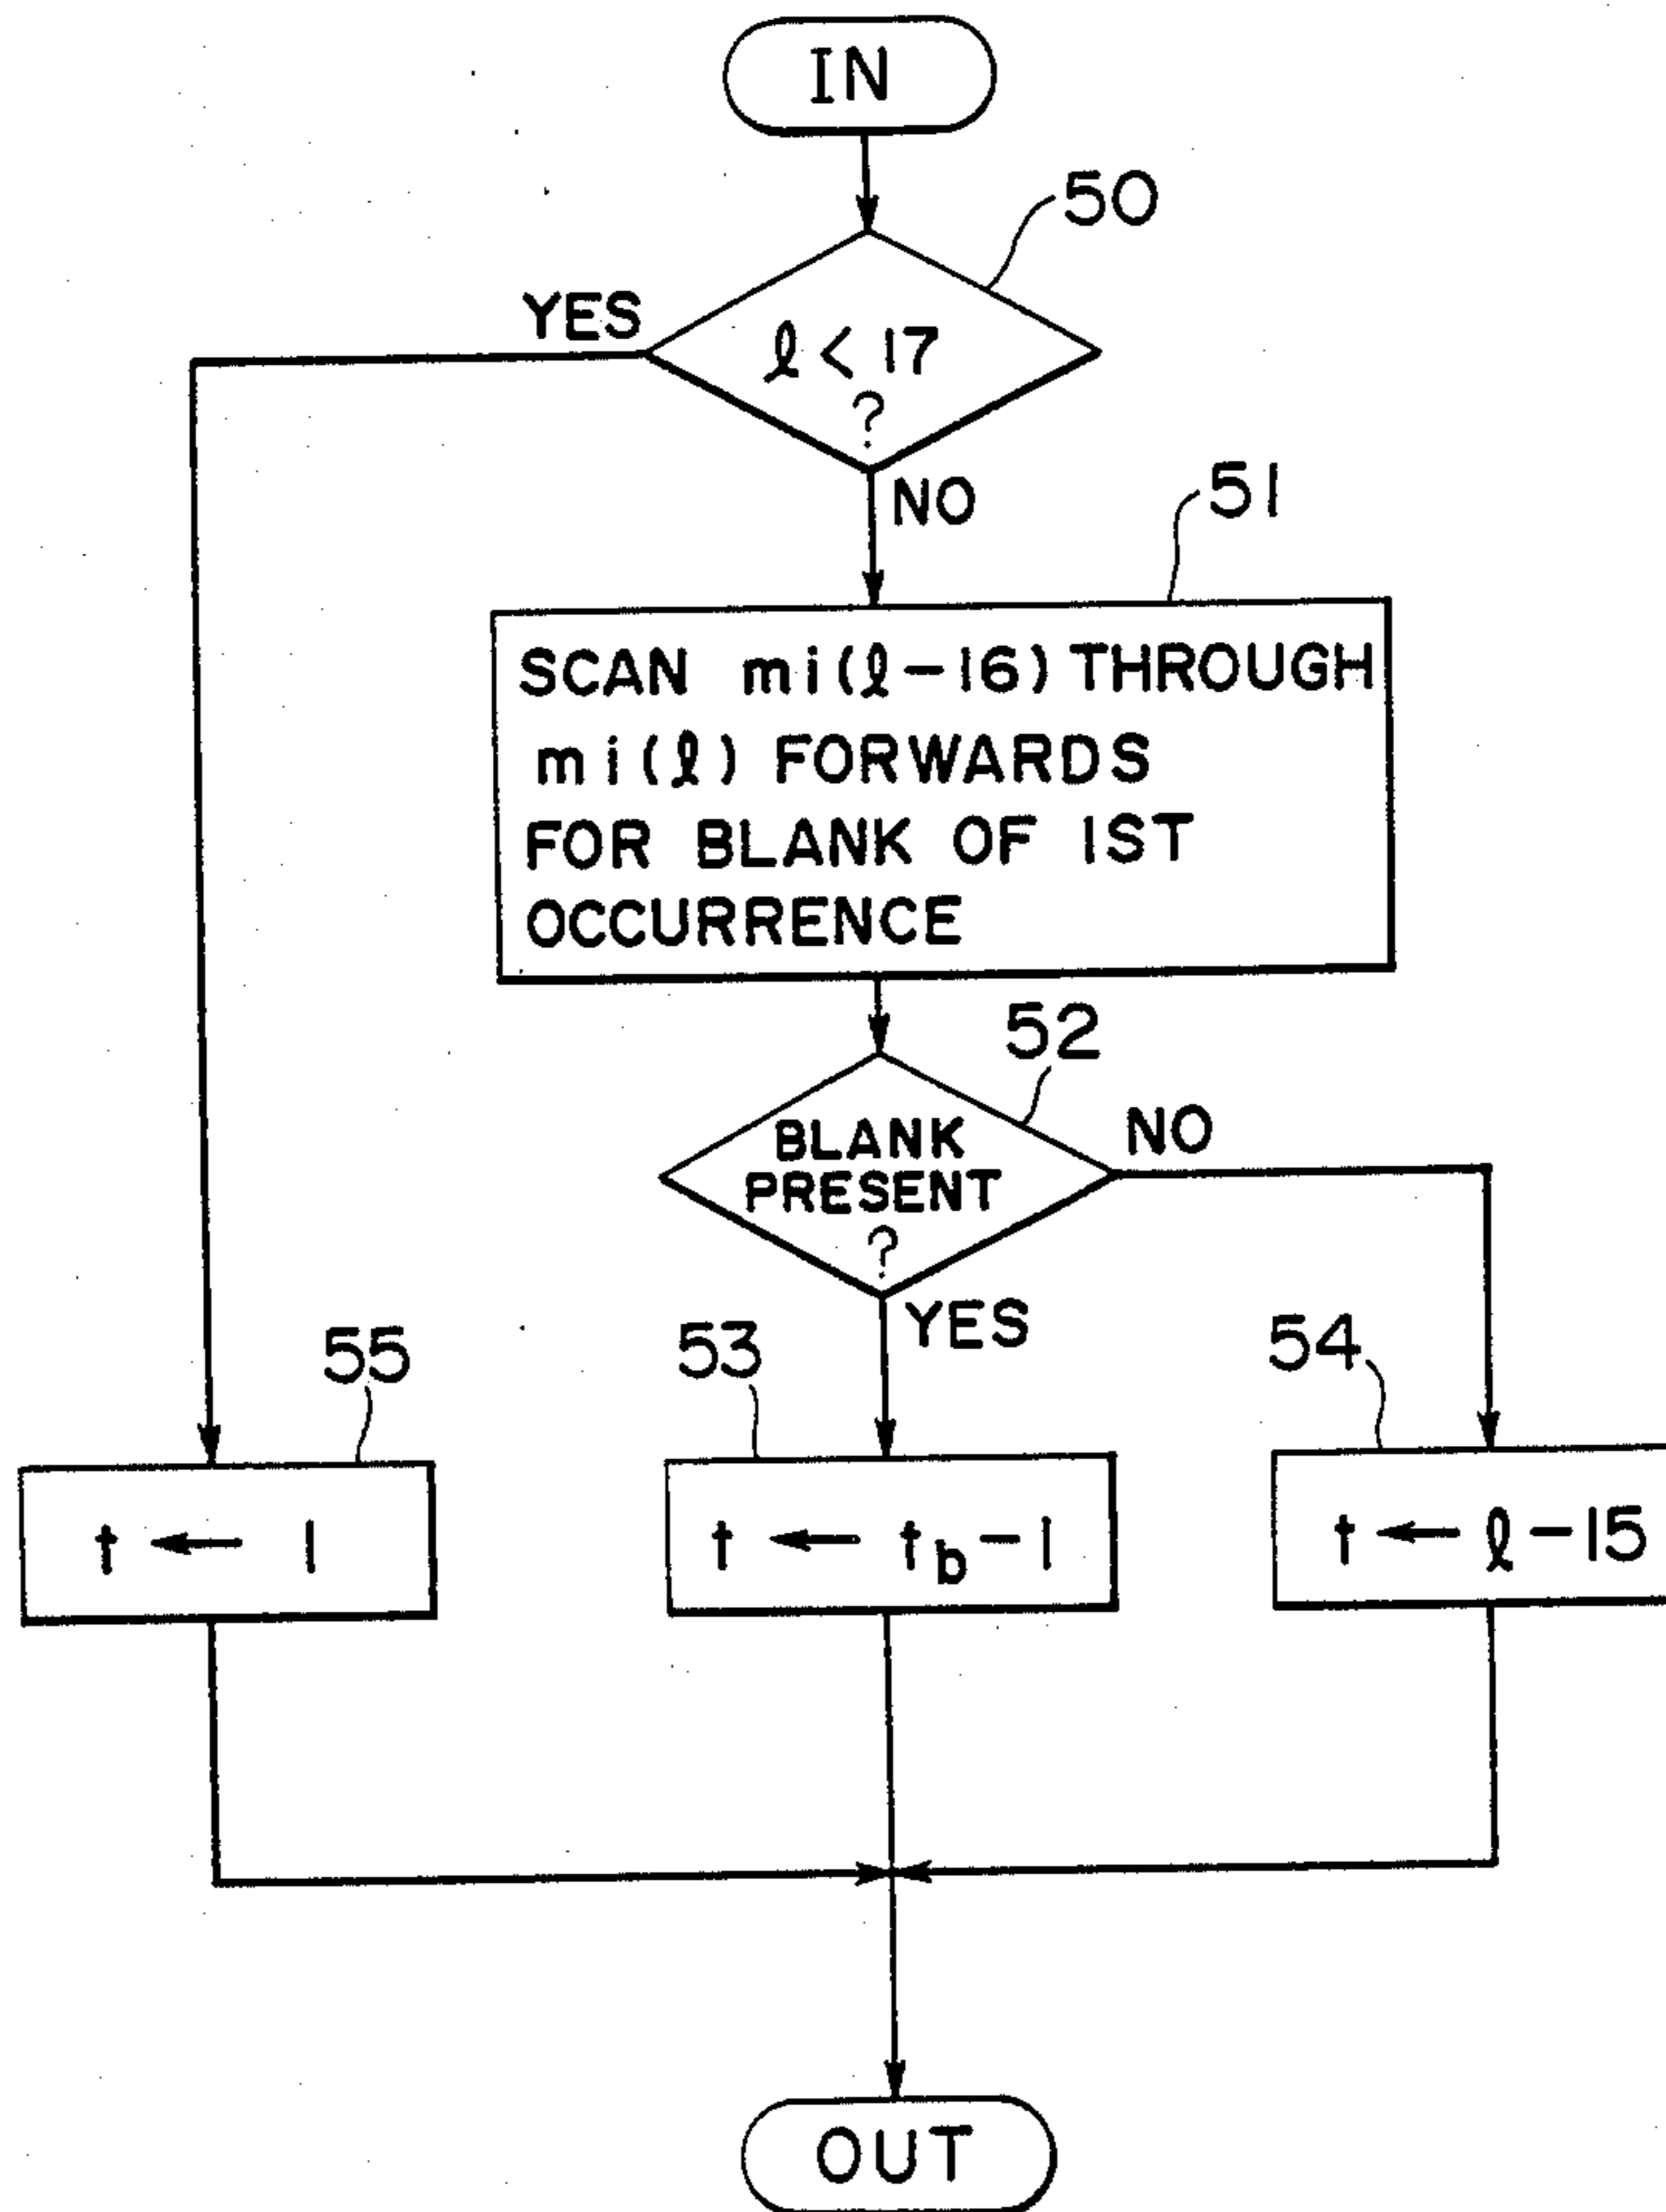 IN
50
YES
ℓ < 17
?
NO
51
SCAN mi(ℓ-16) THROUGH
mi(ℓ) FORWARDS
FOR BLANK OF 1ST
OCCURRENCE
52
BLANK
PRESENT
?
NO
YES
55
53
54
t ← 1
t ← t_b - 1
t ← ℓ - 15
OUT